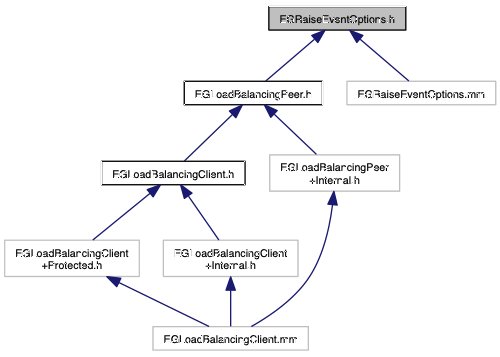 EGRaiseEventOptions.h
EGLoadBalancingPeer.h
EGRaiseEventOptions.mm
EGLoadBalancingClient.h
EGLoadBalancingPeer
+Internal.h
EGLoadBalancingClient
+Protected.h
EGLoadBalancingClient
+Internal.h
EGLoadBalancingClient.mm